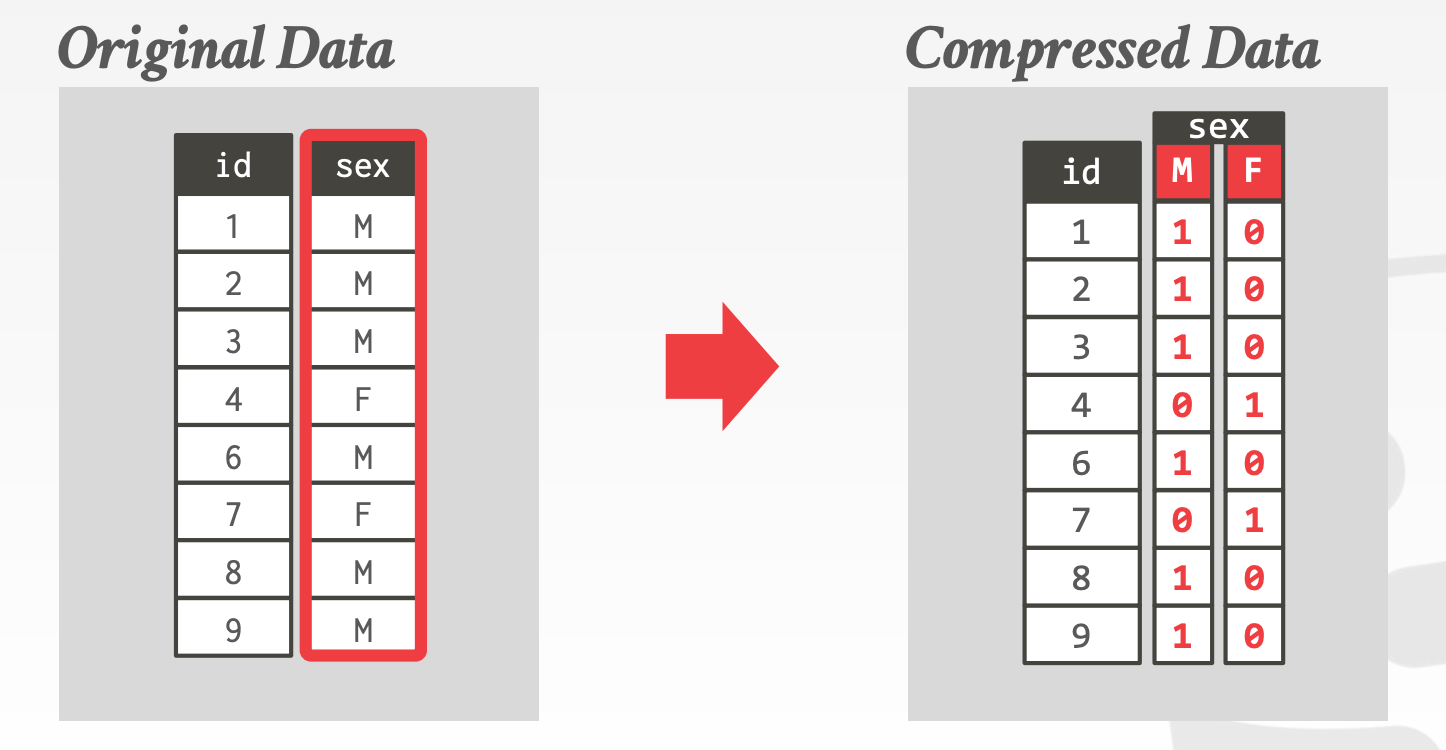 Original Data
id sex
1 M
2 M
3 M
4 F
6 M
7 F
8 M
9 M
Compressed Data
sex
id M F
1 1 0
2 1 0
3 1 0
4 0 1
6 1 0
7 0 1
8 1 0
9 1 0